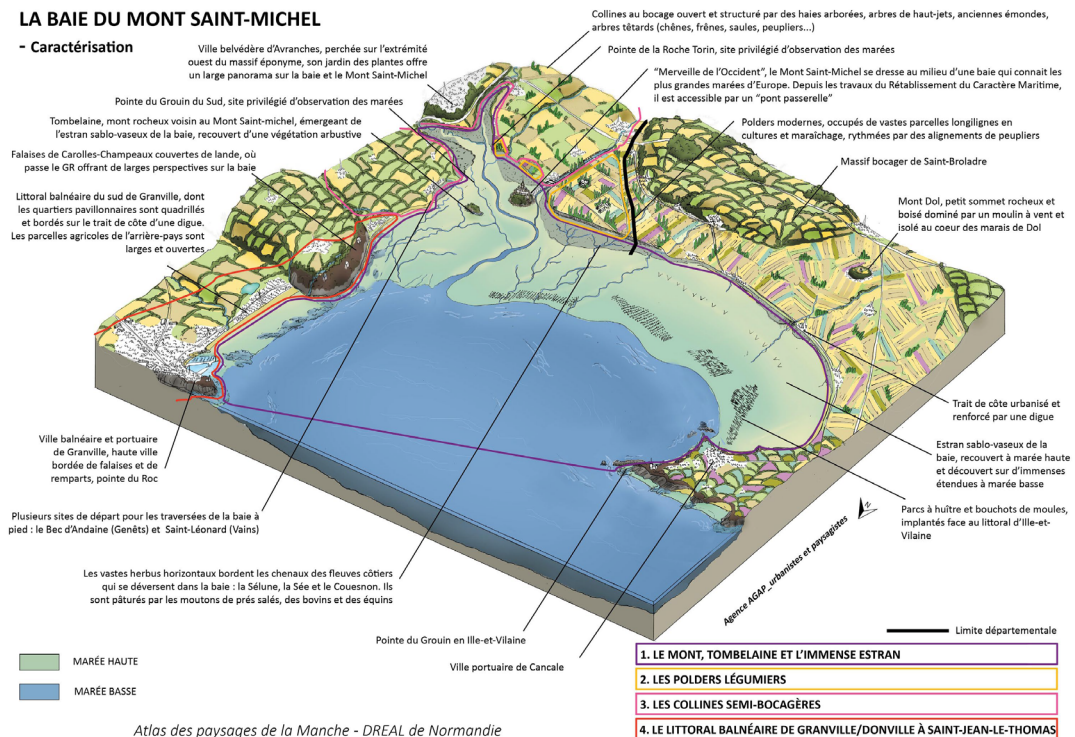 LA BAIE DU MONT SAINT-MICHEL
- Caractérisation
Ville belvédère d'Avranches, perchée sur l'extrémité
ouest du massif éponyme, son jardin des plantes offre
un large panorama sur la baie et le Mont Saint-Michel
Pointe du Grouin du Sud, site privilégié d'observation des marées
Tombelaine, mont rocheux voisin au Mont Saint-michel, émergeant de
l'estran sablo-vaseux de la baie, recouvert d'une végétation arbustive
Falaises de Carolles-Champeaux couvertes de lande, où
passe le GR offrant de larges perspectives sur la baie
Littoral balnéaire du sud de Granville, dont
les quartiers pavillonnaires sont quadrillés
et bordés sur le trait de côte d'une digue.
Les parcelles agricoles de l'arrière-pays sont
larges et ouvertes
Collines au bocage ouvert et structuré par des haies arborées, arbres de haut-jets, anciennes émondes,
arbres têtards (chênes, frênes, saules, peupliers...)
Pointe de la Roche Torin, site privilégié d'observation des marées
"Merveille de l'Occident", le Mont Saint-Michel se dresse au milieu d'une baie qui connait les
plus grandes marées d'Europe. Depuis les travaux du Rétablissement du Caractère Maritime,
il est accessible par un "pont passerelle"
Polders modernes, occupés de vastes parcelles longilignes en
cultures et maraîchage, rythmées par des alignements de peupliers
Massif bocager de Saint-Broladre
Mont Dol, petit sommet rocheux et
boisé dominé par un moulin à vent et
isolé au coeur des marais de Dol
Trait de côte urbanisé et
renforcé par une digue
Estran sablo-vaseux de la
baie, recouvert à marée haute
et découvert sur d'immenses
étendues à marée basse
Parcs à huître et bouchots de moules,
implantés face au littoral d'Ille-et-
Vilaine
Ville balnéaire et portuaire
de Granville, haute ville
bordée de falaises et de
remparts, pointe du Roc
Plusieurs sites de départ pour les traversées de la baie à
pied : le Bec d'Andaine (Genêts) et Saint-Léonard (Vains)
Les vastes herbus horizontaux bordent les chenaux des fleuves côtiers
qui se déversent dans la baie : la Sélune, la Sée et le Couesnon. Ils
sont pâturés par les moutons de prés salés, des bovins et des équins
Pointe du Grouin en Ille-et-Vilaine
Ville portuaire de Cancale
Agence AGAP_urbanistes et paysagistes
N
MARÉE HAUTE
MARÉE BASSE
Limite départementale
1. LE MONT, TOMBELAINE ET L'IMMENSE ESTRAN
2. LES POLDERS LÉGUMIERS
3. LES COLLINES SEMI-BOCAGÈRES
4. LE LITTORAL BALNÉAIRE DE GRANVILLE/DONVILLE À SAINT-JEAN-LE-THOMAS
Atlas des paysages de la Manche - DREAL de Normandie